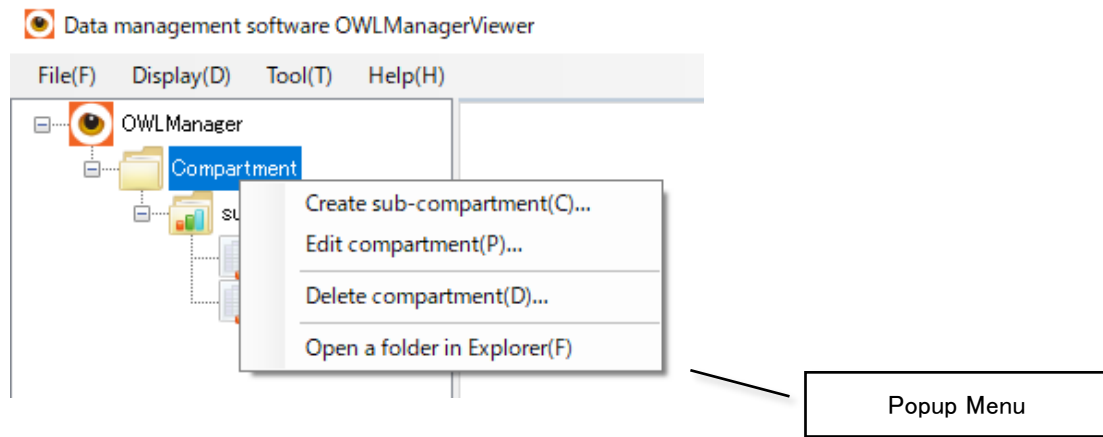 Data management software OWLManagerViewer
File(F) Display(D) Tool(T) Help(H)
OWLManager
Compartment
Create sub-compartment(C)...
Edit compartment(P)...
Delete compartment(D)...
Open a folder in Explorer(F)
Popup Menu